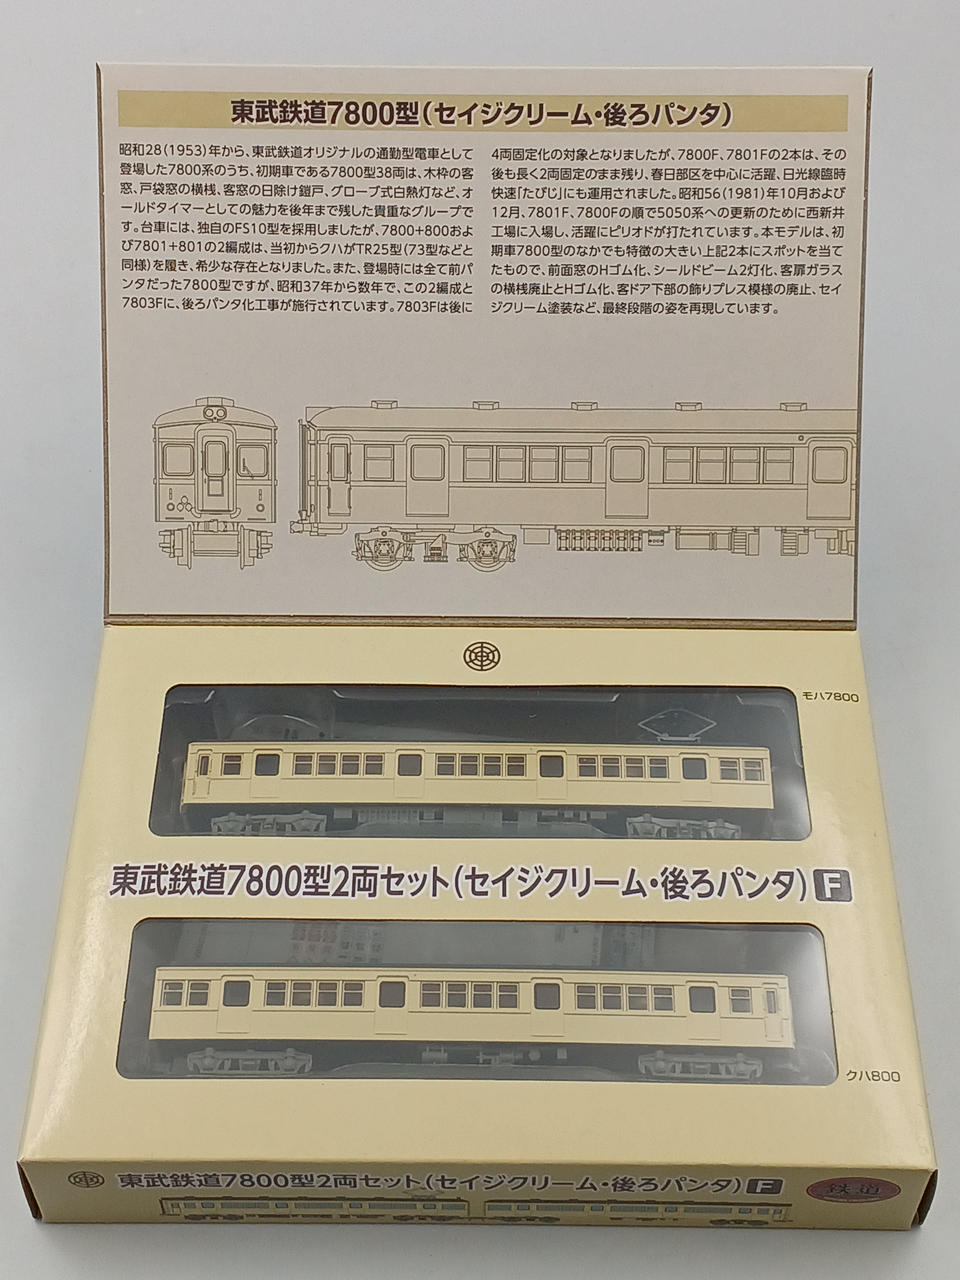 東武鉄道7800型(セイジクリーム・後ろパンタ)
昭和28(1953)年から、東武鉄道オリジナルの通勤型電車として
登場した7800系のうち、初期車である7800型38両は、木枠の客
窓、戸袋窓の横桟、客窓の日除け鎧戸、グローブ式白熱灯など、オ
ールドタイマーとしての魅力を後年まで残した貴重なグループで
す。台車には、独自のFS10型を採用しましたが、7800+800およ
び7801+801の2編成は、当初からクハがTR25型(73型などと
同様)を履き、希少な存在となりました。また、登場時には全て前パ
ンタだった7800型ですが、昭和37年から数年で、この2編成と
7803Fに、後ろパンタ化工事が施行されています。7803Fは後に
4両固定化の対象となりましたが、7800F、7801Fの2本は、その
後も長く2両固定のまま残り、春日部区を中心に活躍、日光線臨時
快速「たびじ」にも運用されました。昭和56(1981)年10月および
12月、7801F、7800Fの順で5050系への更新のために西新井
工場に入場し、活躍にピリオドが打たれています。本モデルは、初
期車7800型のなかでも特徴の大きい上記2本にスポットを当て
たもので、前面窓のHゴム化、シールドビーム2灯化、客扉ガラス
の横桟廃止とHゴム化、客ドア下部の飾りプレス模様の廃止、セイ
ジクリーム塗装など、最終段階の姿を再現しています。
モハ7800
東武鉄道7800型2両セット(セイジクリーム・後ろパンタ) F
クハ800
東武鉄道7800型2両セット(セイジクリーム・後ろパンタ) F
鉄道